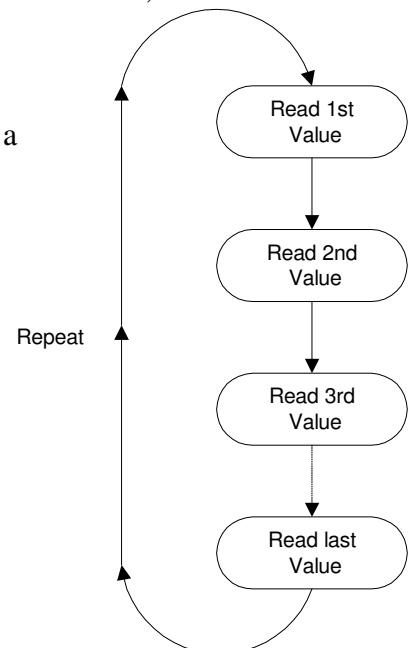 Read 1st
Value
a
Read 2nd
Value
Repeat
Read 3rd
Value
Read last
Value